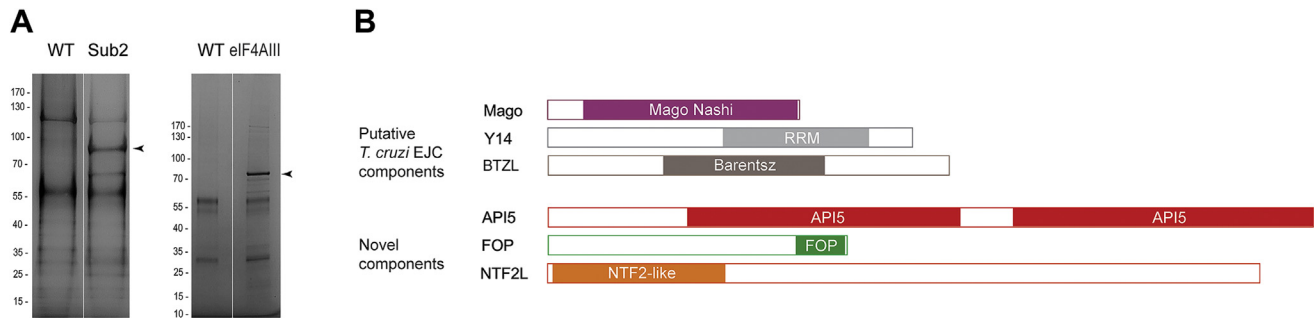 A
WT Sub2
170 -
130 -
100 -
70 -
55 -
40 -
35 -
25 -
15 -
WT eIF4AIII
170 -
130 -
100 -
70 -
55 -
40 -
35 -
25 -
15 -
10 -
B
Putative
T. cruzi EJC
components
Mago Mago Nashi
Y14 RRM
BTZL Barentsz
Novel
components
API5 API5 API5
FOP FOP
NTF2L NTF2-like